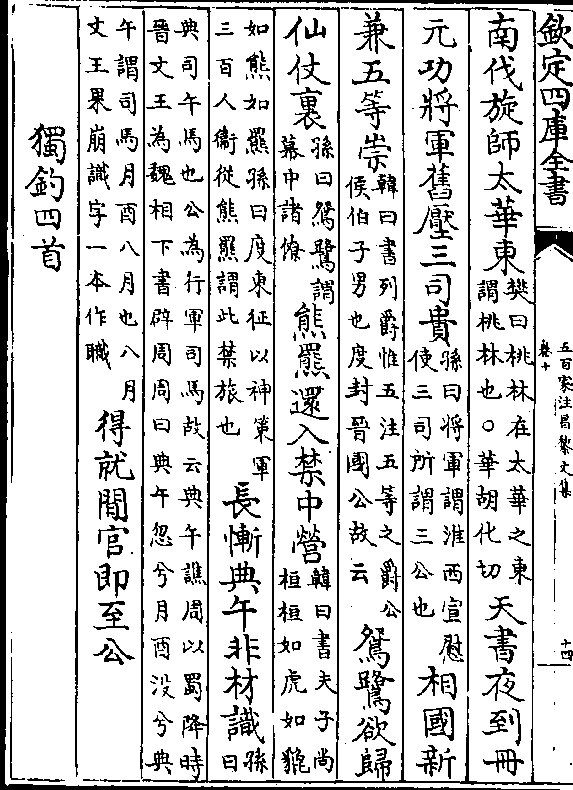 欽定四庫全書
五百家注昌黎文集
卷十
十四
南伐旋師太華東樊曰桃林在太華之東謂桃林也○華胡化切天書夜到冊
元功將軍舊壓三司貴孫曰將軍謂淮西宣慰使三司所謂三公也相國新
兼五等崇韓曰書列爵惟五注五等之爵公侯伯子男也度封晉國公故云鴛鷺欲歸
仙仗裏孫曰鴛鷺謂幕中諸僚熊羆還入禁中營韓曰書夫子尚桓桓如虎如貔
如熊如羆孫曰度東征以神策軍三百人衛從熊羆謂此禁旅也長慚典午非材識孫曰
典司午馬也公為行軍司馬故云典午譙周以蜀降時晉文王為魏相下書辟周周曰典午忽兮月酉没兮典
午謂司馬月酉八月也八月文王果崩識字一本作職得就閒官即至公
獨釣四首